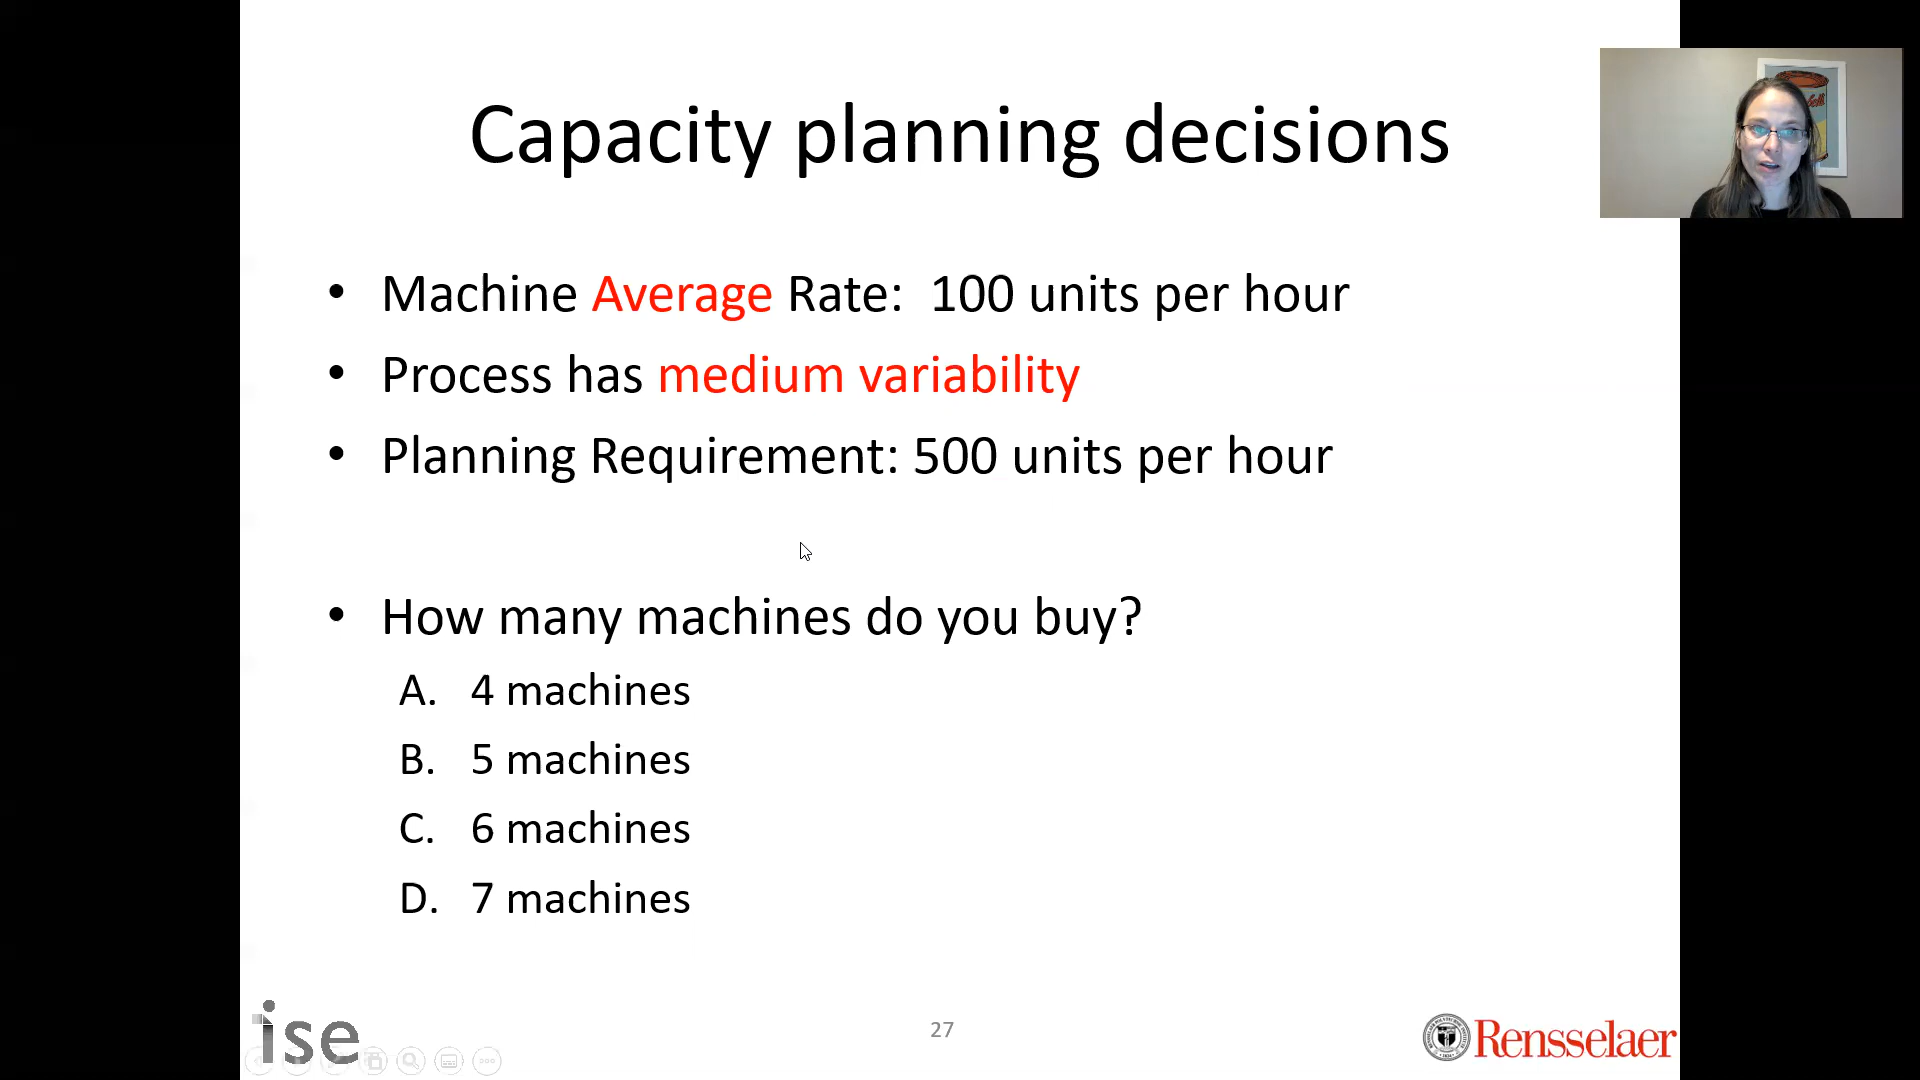 Capacity planning decisions
• Machine Average Rate: 100 units per hour
• Process has medium variability
• Planning Requirement: 500 units per hour
• How many machines do you buy?
A. 4 machines
B. 5 machines
C. 6 machines
D. 7 machines
ise
27
Rensselaer